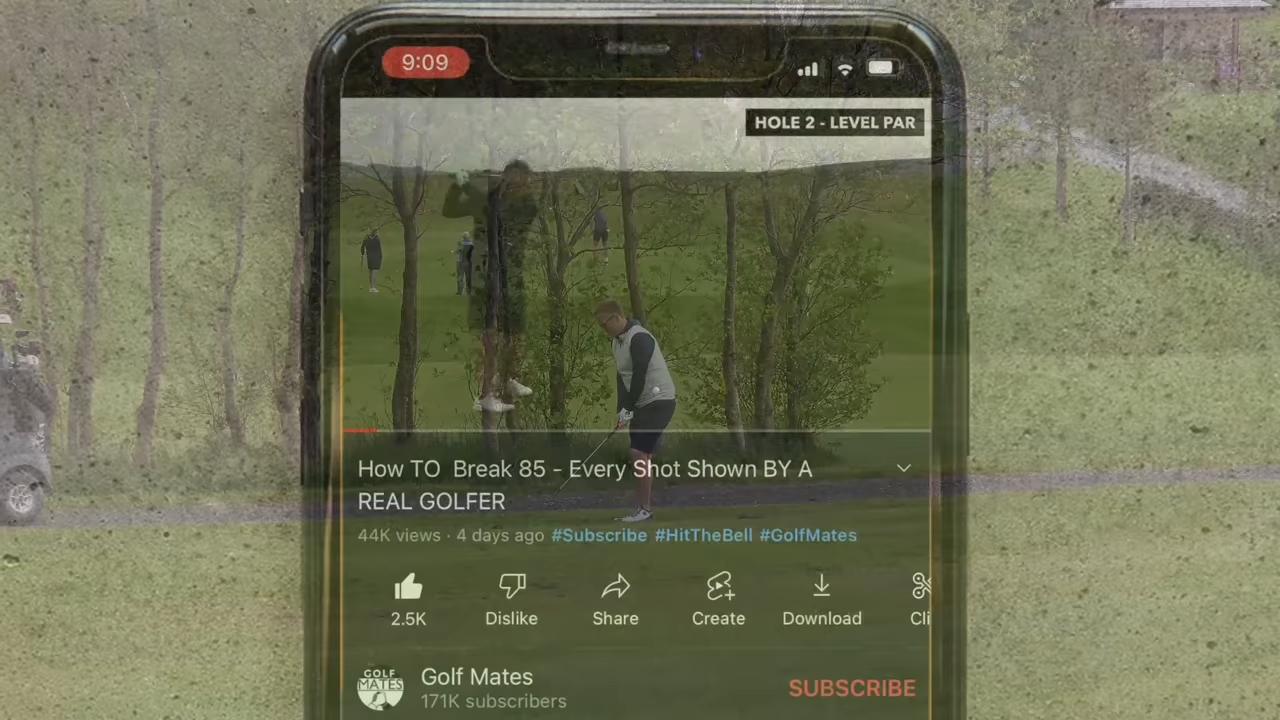 9:09
HOLE 2 - LEVEL PAR
How TO Break 85 - Every Shot Shown BY A
REAL GOLFER
44K views · 4 days ago #Subscribe #HitTheBell #GolfMates
2.5K
Dislike
Share
Create
Download
Cli
GOLF
MATES
Golf Mates
171K subscribers
SUBSCRIBE